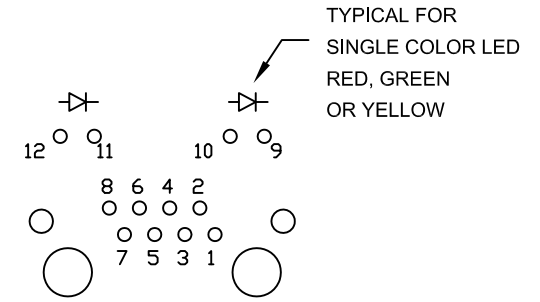 TYPICAL FOR
SINGLE COLOR LED
RED, GREEN
OR YELLOW
12 11 10 9
8 6 4 2
7 5 3 1